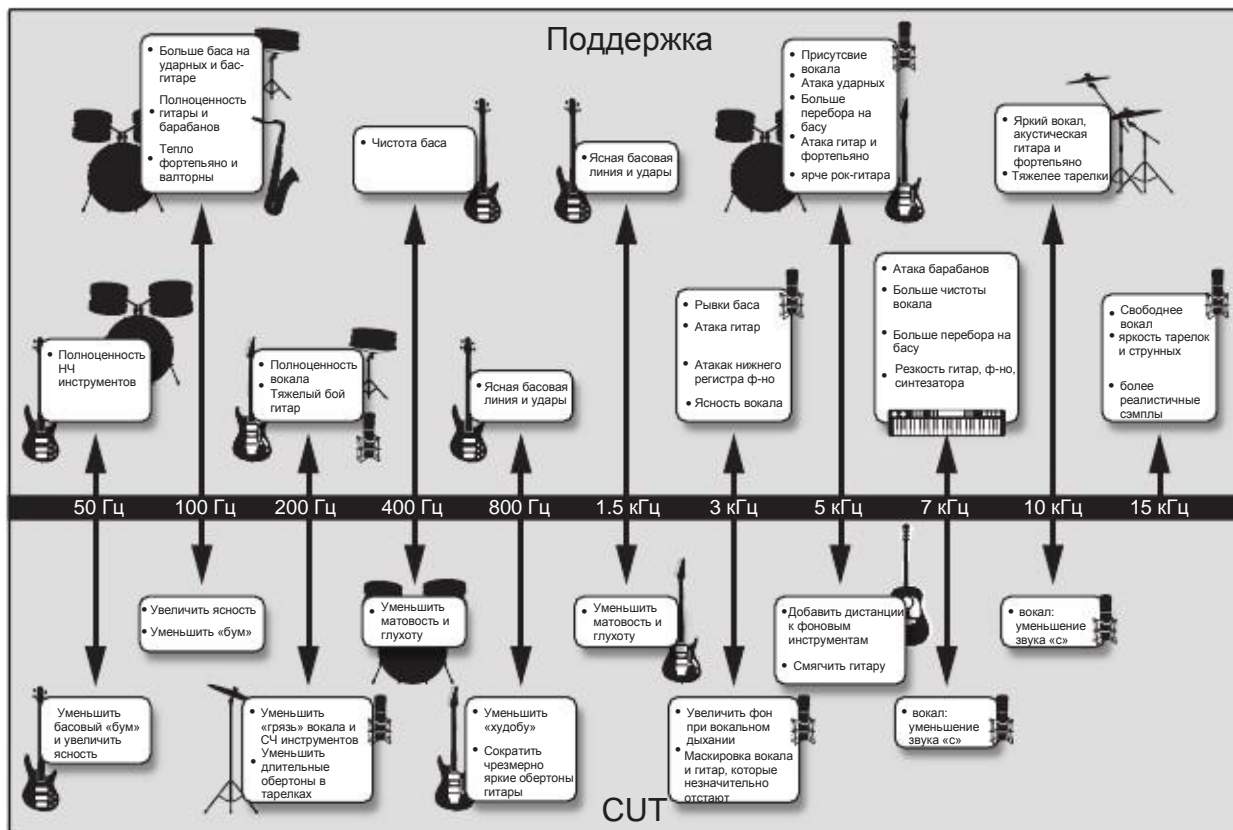 Поддержка
• Больше баса на
ударных и бас-
гитаре
• Полноценность
гитары и
барабанов
• Тепло
фортепьяно и
валторны
• Чистота баса
• Ясная басовая
линия и удары
• Присутсвие
вокала
• Атака ударных
• Больше
перебора на
басу
• Атака гитар и
фортепьяно
• ярче рок-гитара
• Яркий вокал,
акустическая
гитара и
фортепьяно
• Тяжелее тарелки
• Полноценность
НЧ
инструментов
• Полноценность
вокала
• Тяжелый бой
гитар
• Ясная басовая
линия и удары
• Рывки баса
• Атака гитар
• Атакак нижнего
регистра ф-но
• Ясность вокала
• Атака барабанов
• Больше чистоты
вокала
• Больше перебора на
басу
• Резкость гитар, ф-но,
синтезатора
• Свободнее
вокал
• яркость тарелок
и струнных
• более
реалистичные
сэмплы
50 Гц 100 Гц 200 Гц 400 Гц 800 Гц 1.5 кГц 3 кГц 5 кГц 7 кГц 10 кГц 15 кГц
• Увеличить ясность
• Уменьшить «бум»
• Уменьшить
матовость и
глухоту
• Уменьшить
матовость и
глухоту
• Добавить дистанции
к фоновым
инструментам
• Смягчить гитару
• вокал:
уменьшение
звука «с»
Уменьшить
басовый «бум»
и увеличить
ясность
• Уменьшить
«грязь» вокала и
СЧ инструментов
• Уменьшить
длительные
обертоны в
тарелках
• Уменьшить
«худобу»
• Сократить
чрезмерно
яркие обертоны
гитары
• Увеличить фон
при вокальном
дыхании
• Маскировка вокала
и гитар, которые
незначительно
отстают
• вокал:
уменьшение
звука «с»
CUT